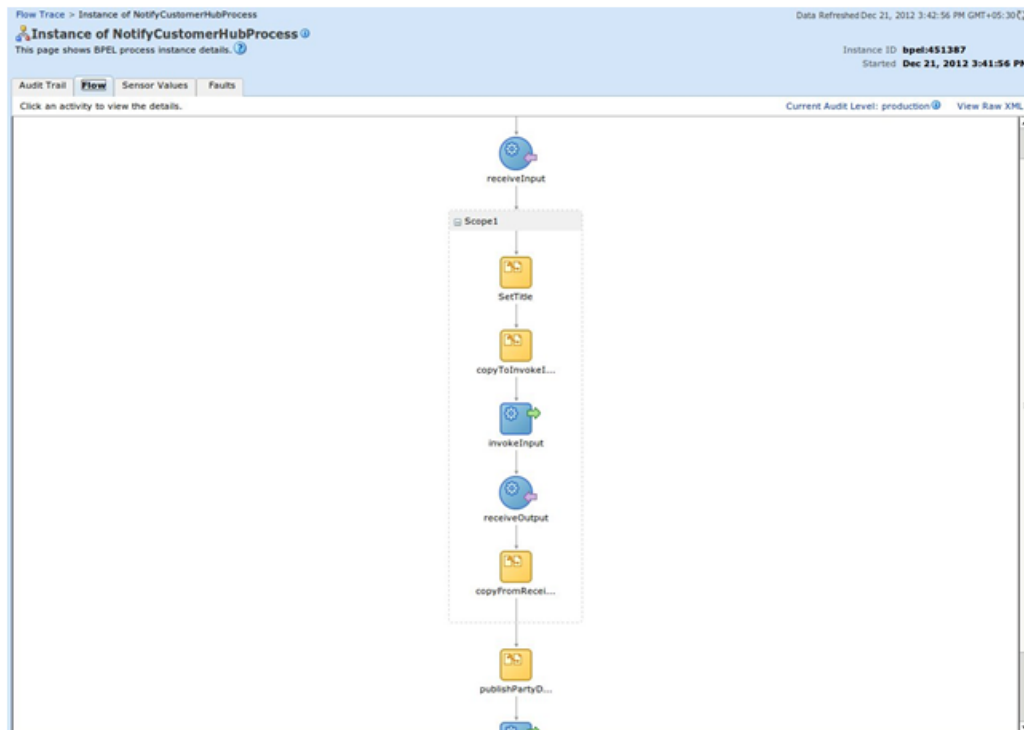 Flow Trace > Instance of NotifyCustomerHubProcess
Data Refreshed Dec 21, 2012 3:42:56 PM GMT+05:30
Instance of NotifyCustomerHubProcess
This page shows BPEL process instance details.
Instance ID bpel:451387
Started Dec 21, 2012 3:41:56 PM
Audit Trail Flow Sensor Values Faults
Click an activity to view the details.
Current Audit Level: production View Raw XML
receiveInput
Scope1
SetTitle
copyToInvokeI...
invokeInput
receiveOutput
copyFromRecei...
publishPartyD...